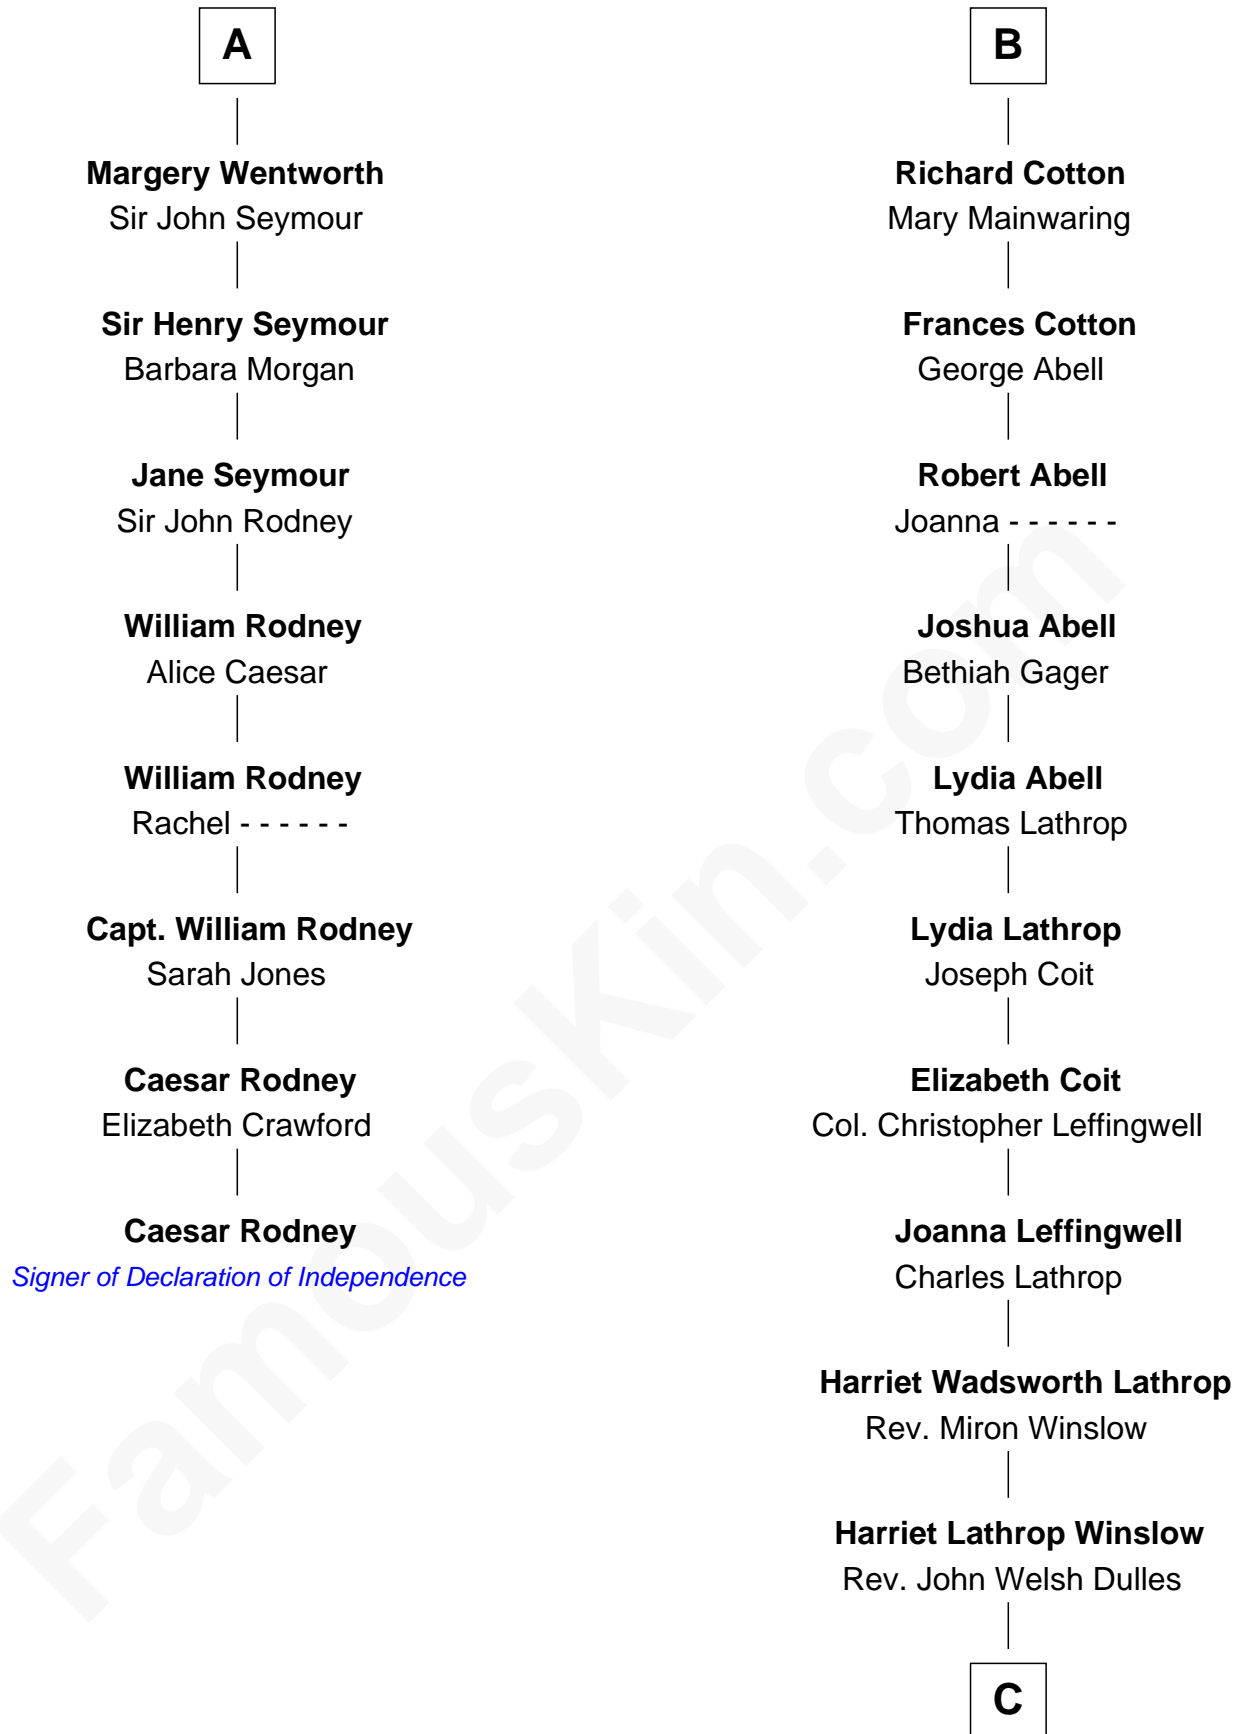 A
Margery Wentworth
Sir John Seymour
Sir Henry Seymour
Barbara Morgan
Jane Seymour
Sir John Rodney
William Rodney
Alice Caesar
William Rodney
Rachel - - - - - -
Capt. William Rodney
Sarah Jones
Caesar Rodney
Elizabeth Crawford
Caesar Rodney
Signer of Declaration of Independence
B
Richard Cotton
Mary Mainwaring
Frances Cotton
George Abell
Robert Abell
Joanna - - - - - -
Joshua Abell
Bethiah Gager
Lydia Abell
Thomas Lathrop
Lydia Lathrop
Joseph Coit
Elizabeth Coit
Col. Christopher Leffingwell
Joanna Leffingwell
Charles Lathrop
Harriet Wadsworth Lathrop
Rev. Miron Winslow
Harriet Lathrop Winslow
Rev. John Welsh Dulles
C
FamousKin.com